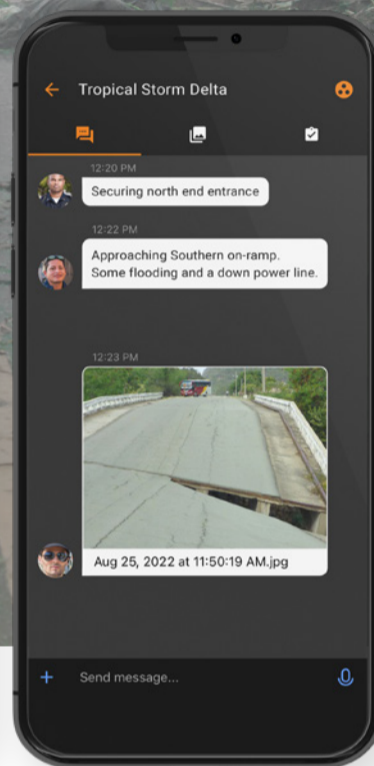 Tropical Storm Delta
12:20 PM
Securing north end entrance
12:22 PM
Approaching Southern on-ramp.
Some flooding and a down power line.
12:23 PM
Aug 25, 2022 at 11:50:19 AM.jpg
Send message...